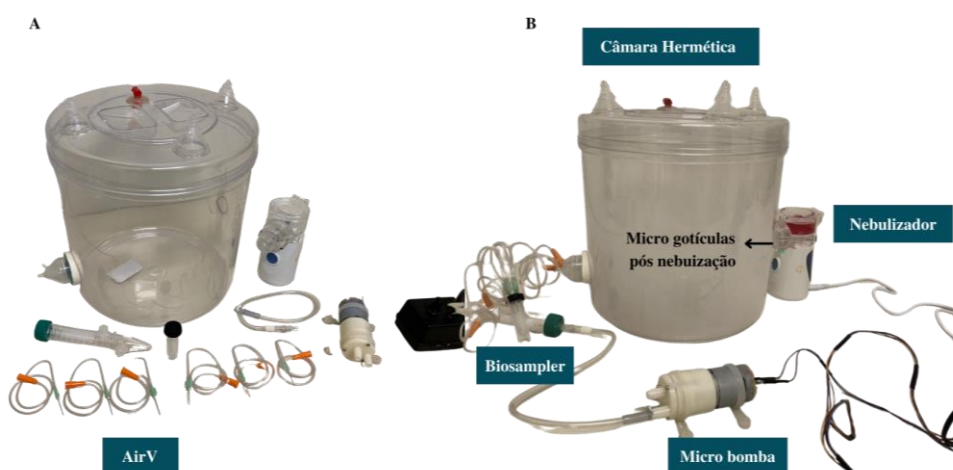 A
B
Câmara Hermética
Nebulizador
Micro gotículas
pós nebuização
Biosampler
AirV
Micro bomba